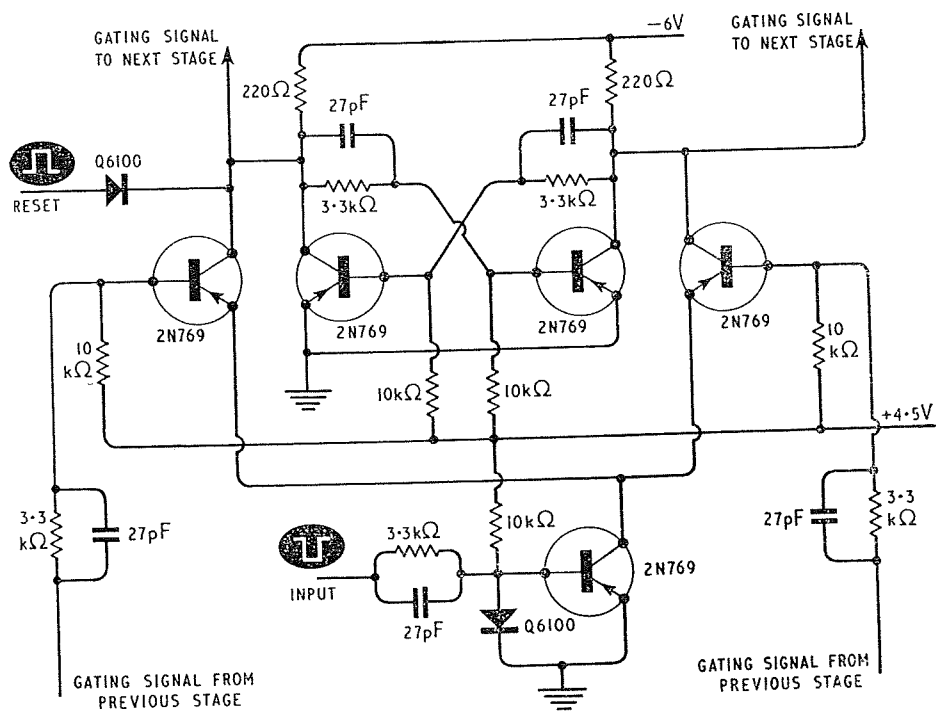 GATING SIGNAL
TO NEXT STAGE
—6V
GATING SIGNAL
TO NEXT STAGE
220Ω
27pF
27pF
220Ω
Q6100
RESET
3·3kΩ
3·3kΩ
2N769
2N769
2N769
2N769
10
kΩ
10kΩ
10kΩ
10
kΩ
+4·5V
3·3
kΩ
27pF
3·3kΩ
10kΩ
27pF
3·3
kΩ
INPUT
27pF
Q6100
2N769
GATING SIGNAL FROM
PREVIOUS STAGE
GATING SIGNAL FROM
PREVIOUS STAGE